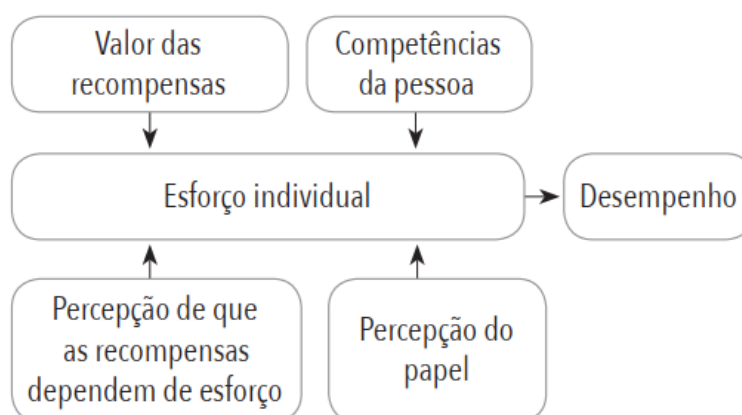 Valor das
recompensas
Competências
da pessoa
Esforço individual
Desempenho
Percepção de que
as recompensas
dependem de esforço
Percepção do
papel